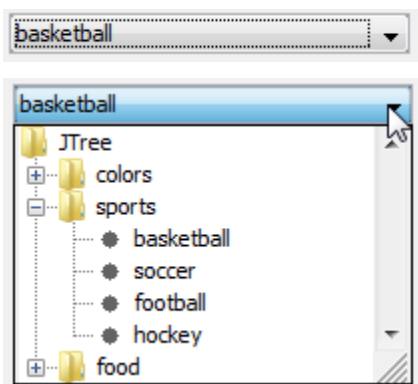 basketball
basketball
JTree
colors
sports
basketball
soccer
football
hockey
food